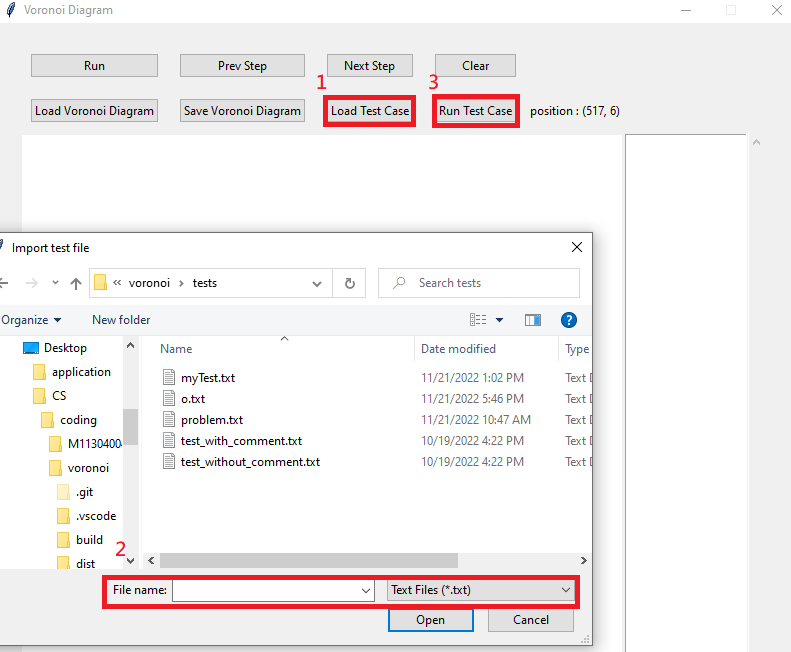 Voronoi Diagram
Run Prev Step Next Step Clear
1 3
Load Voronoi Diagram Save Voronoi Diagram Load Test Case Run Test Case position : (517, 6)
Import test file
« voronoi › tests Search tests
Organize New folder
Desktop Name Date modified Type
application myTest.txt 11/21/2022 1:02 PM Text
CS o.txt 11/21/2022 5:46 PM Text
coding problem.txt 11/21/2022 10:47 AM Text
M1130400 test_with_comment.txt 10/19/2022 4:22 PM Text
voronoi test_without_comment.txt 10/19/2022 4:22 PM Text
.git
.vscode
build
2
dist
File name: Text Files (*.txt)
Open Cancel